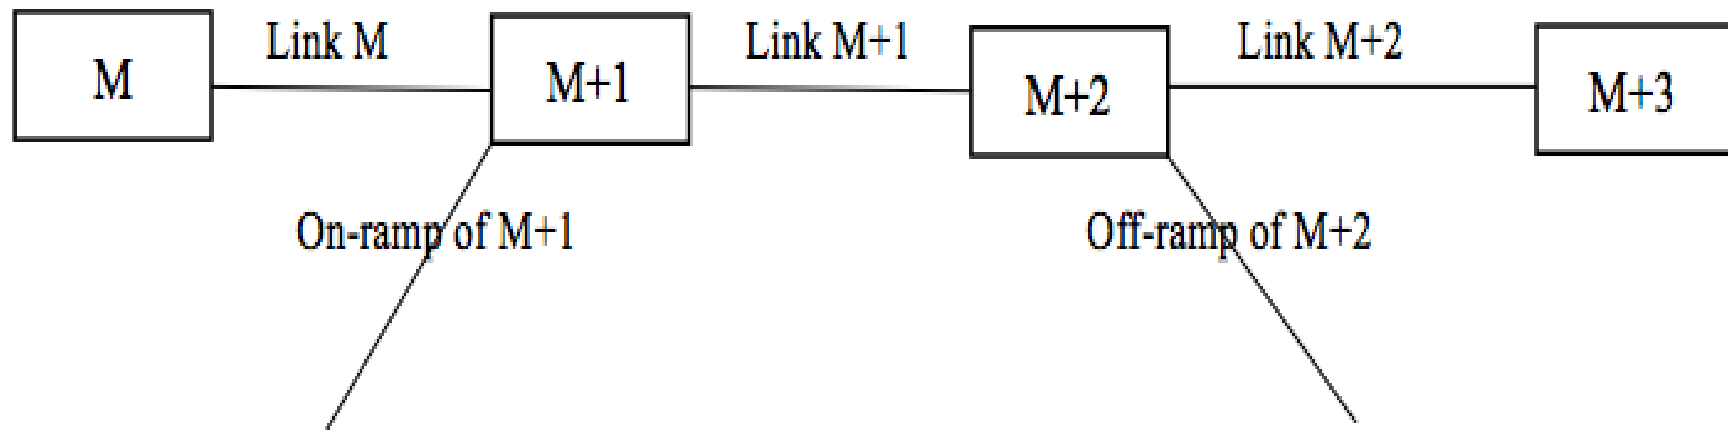 Link M
Link M+1
Link M+2
M
M+1
M+2
M+3
On-ramp of M+1
Off-ramp of M+2